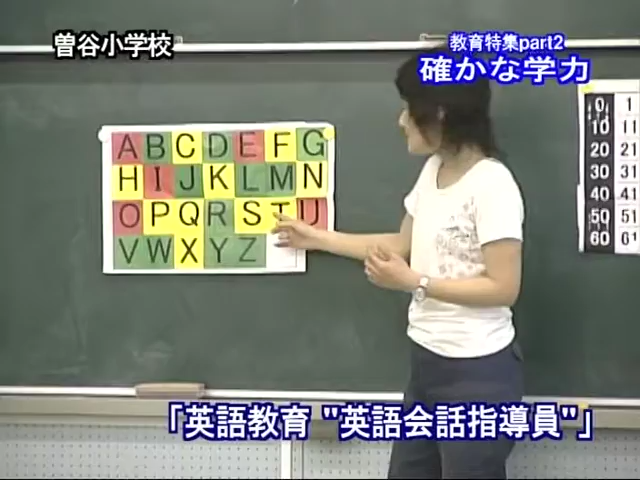 曽谷小学校
教育特集part2
確かな学力
ABCDEFG
HIJKLMN
OPQRSTU
VWXYZ
0 1
10 11
20 21
30 31
40 41
50 51
60 61
「英語教育 "英語会話指導員"」